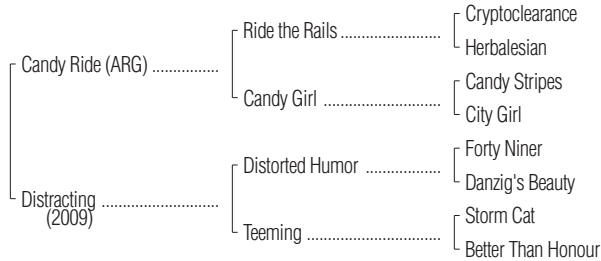 Cryptoclearance
Ride the Rails ....................
Herbalesian
Candy Ride (ARG) .............
Candy Stripes
Candy Girl .......................
City Girl
Forty Niner
Distorted Humor ...............
Danzig's Beauty
Distracting .......................
(2009)
Storm Cat
Teeming ..........................
Better Than Honour